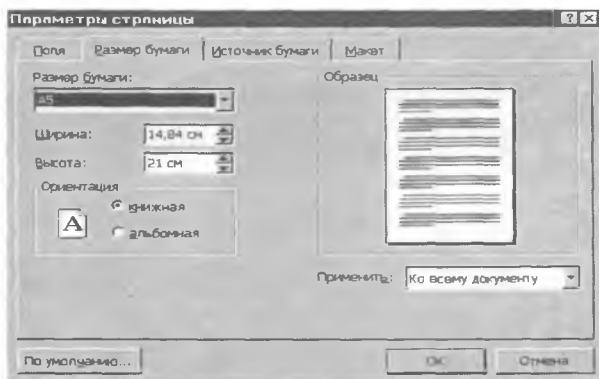 Параметры страницы
Поля Размер бумаги Источник бумаги Макет
Размер бумаги:
A5
Ширина: 14,84 см
Высота: 21 см
Ориентация
A
книжная
альбомная
Образец
Применить: Ко всему документу
По умолчанию... ОК Отмена